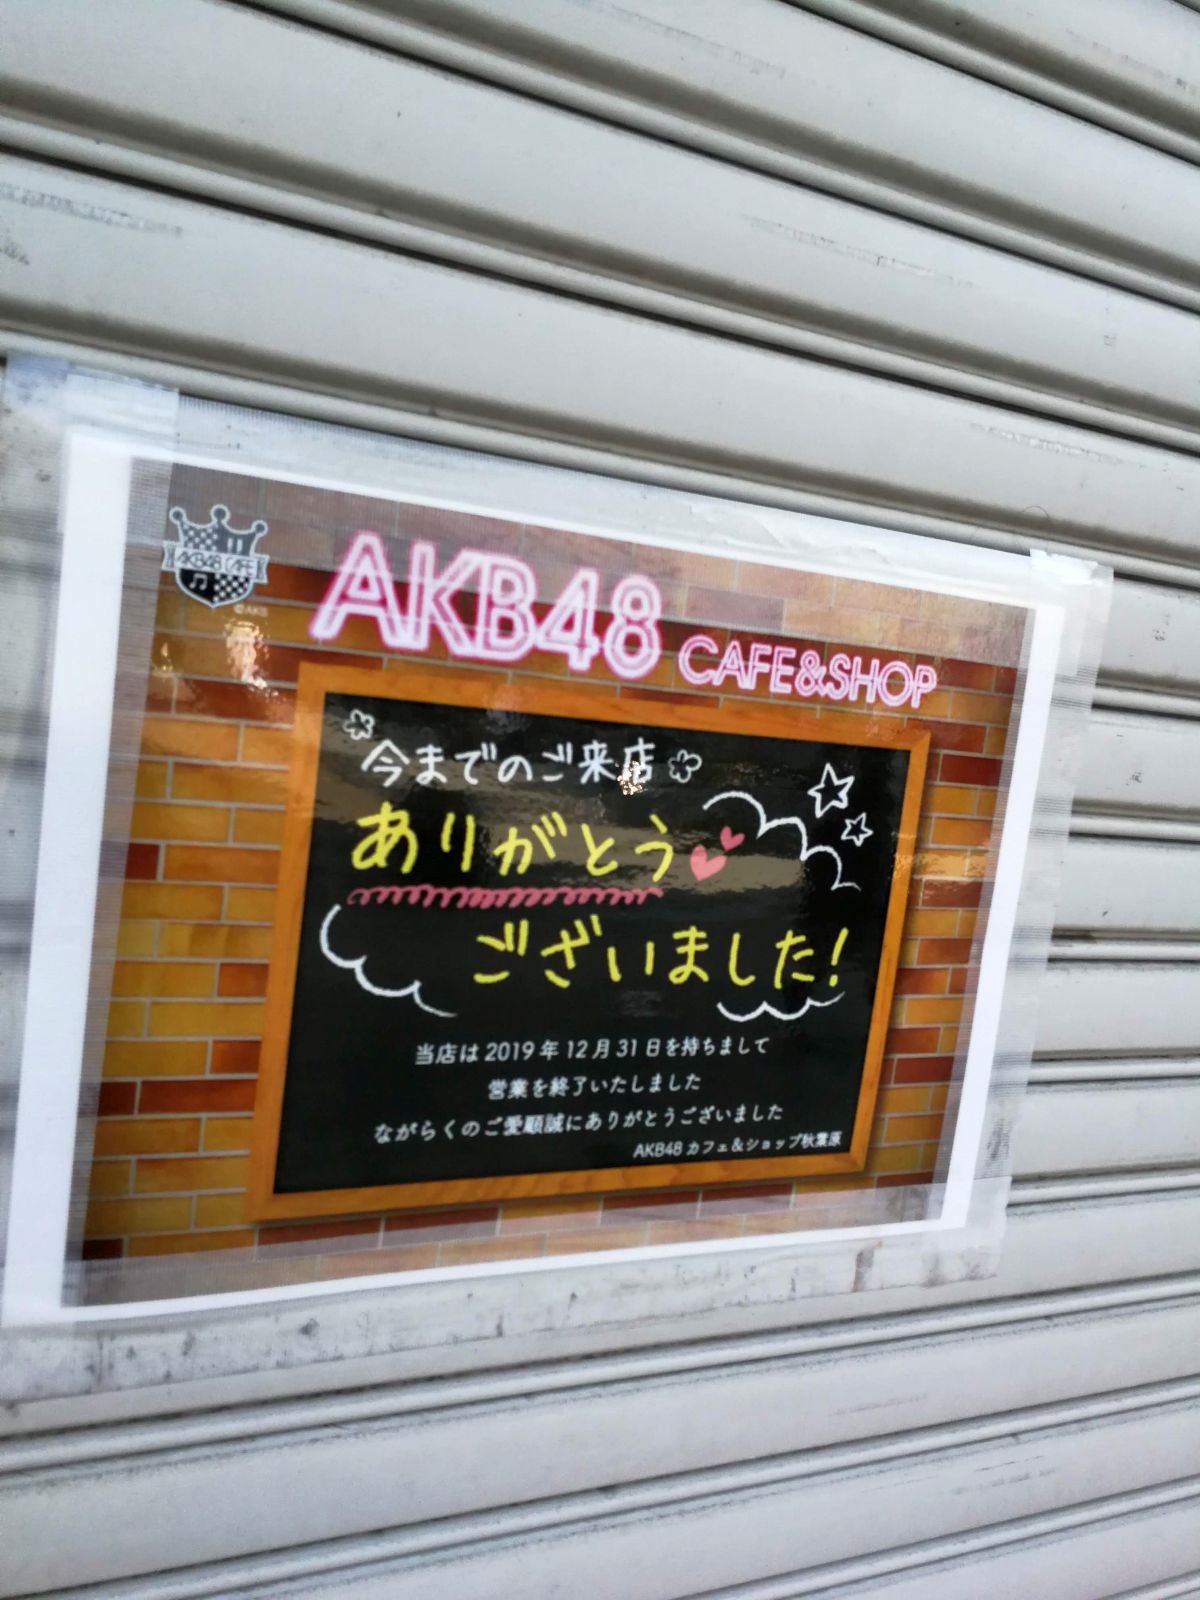 AKB48 CAFE
©AKB
AKB48 CAFE&SHOP
今までのご来店
ありがとう
ございました!
当店は2019年12月31日を持ちまして
営業を終了いたしました
ながらくのご愛顧誠にありがとうございました
AKB48 カフェ&ショップ秋葉原